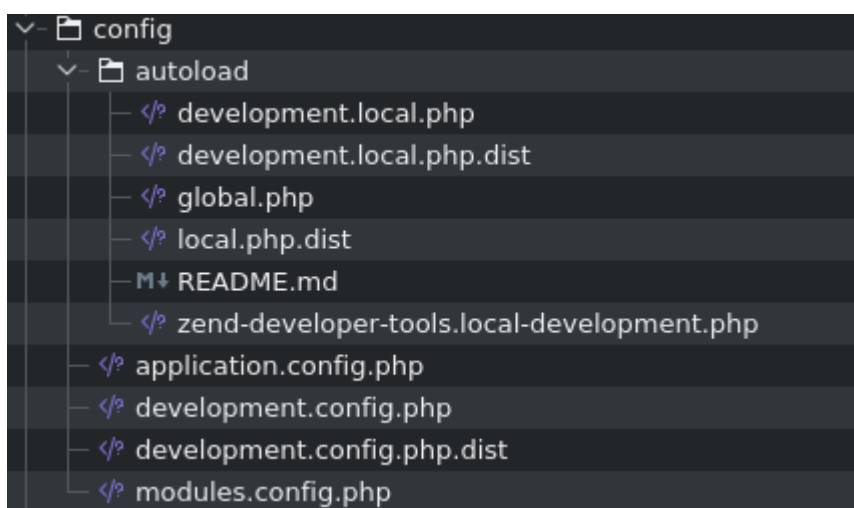 config
autoload
development.local.php
development.local.php.dist
global.php
local.php.dist
M↓ README.md
zend-developer-tools.local-development.php
application.config.php
development.config.php
development.config.php.dist
modules.config.php